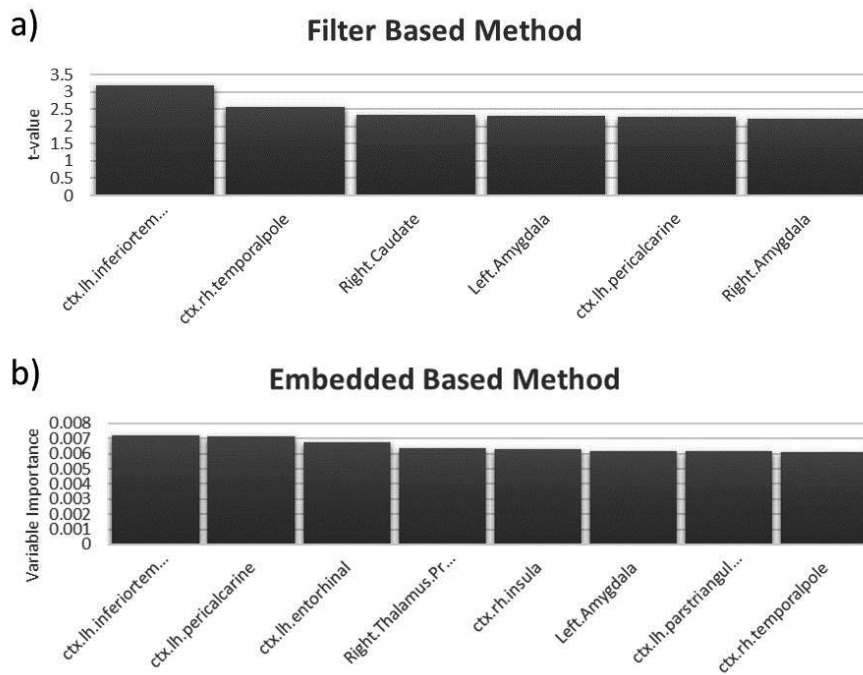 a)
Filter Based Method
t-value
3.5
3
2.5
2
1.5
1
0.5
0
ctx.lh.inferiortem...
ctx.rh.temporalpole
Right.Caudate
Left.Amygdala
ctx.lh.pericalcarine
Right.Amygdala
b)
Embedded Based Method
Variable Importance
0.008
0.007
0.006
0.005
0.004
0.003
0.002
0.001
0
ctx.lh.inferiortem...
ctx.lh.pericalcarine
ctx.lh.entorhinal
Right.Thalamus.Pr...
ctx.rh.insula
Left.Amygdala
ctx.lh.parstriangul...
ctx.rh.temporalpole